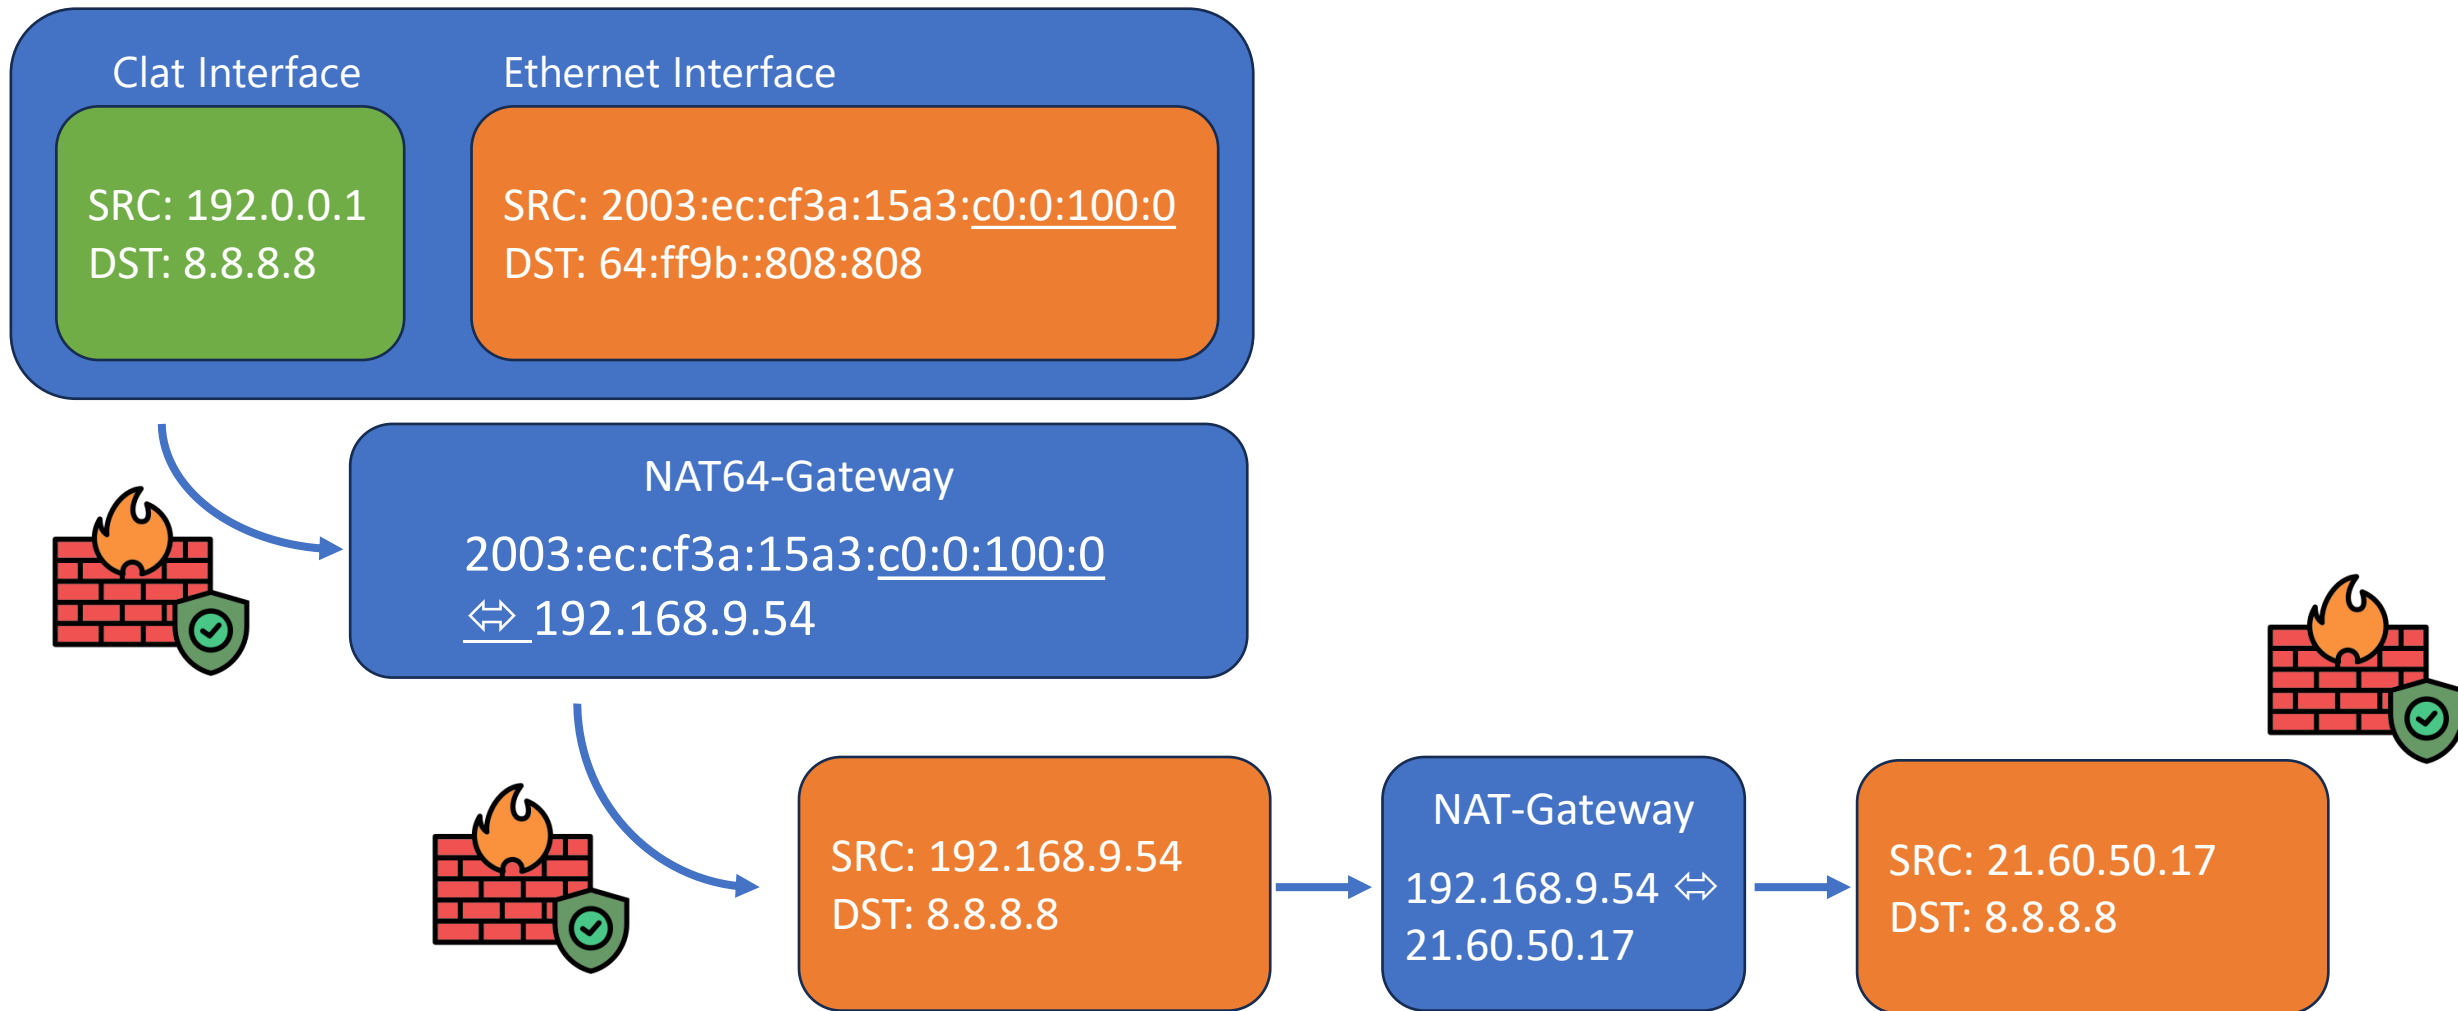 Clat Interface
Ethernet Interface
SRC: 192.0.0.1
DST: 8.8.8.8
SRC: 2003:ec:cf3a:15a3:c0:0:100:0
DST: 64:ff9b::808:808
NAT64-Gateway
2003:ec:cf3a:15a3:c0:0:100:0
⬄ 192.168.9.54
SRC: 192.168.9.54
DST: 8.8.8.8
NAT-Gateway
192.168.9.54 ⬄
21.60.50.17
SRC: 21.60.50.17
DST: 8.8.8.8